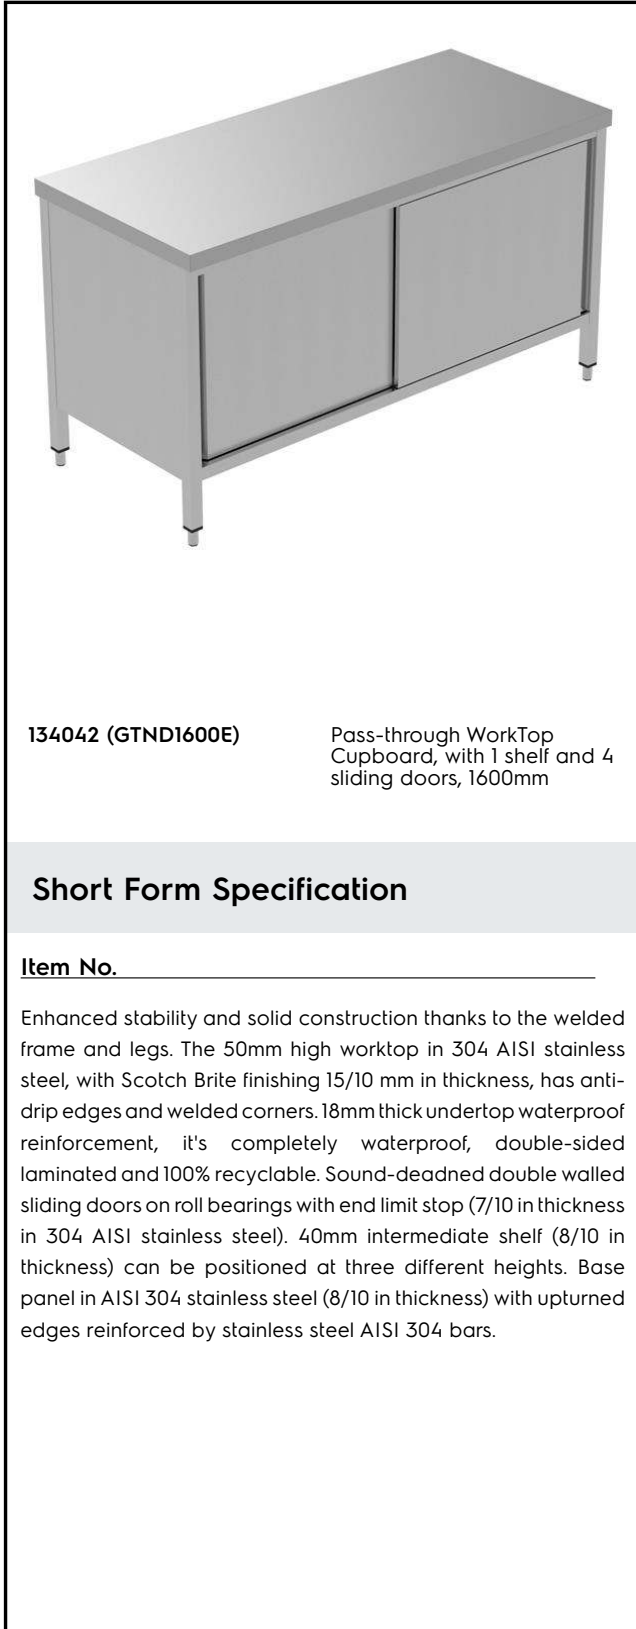 134042 (GTND1600E)
Pass-through WorkTop
Cupboard, with 1 shelf and 4
sliding doors, 1600mm
Short Form Specification
Item No.
Enhanced stability and solid construction thanks to the welded
frame and legs. The 50mm high worktop in 304 AISI stainless
steel, with Scotch Brite finishing 15/10 mm in thickness, has anti-
drip edges and welded corners. 18mm thick undertop waterproof
reinforcement, it's completely waterproof, double-sided
laminated and 100% recyclable. Sound-deadned double walled
sliding doors on roll bearings with end limit stop (7/10 in thickness
in 304 AISI stainless steel). 40mm intermediate shelf (8/10 in
thickness) can be positioned at three different heights. Base
panel in AISI 304 stainless steel (8/10 in thickness) with upturned
edges reinforced by stainless steel AISI 304 bars.